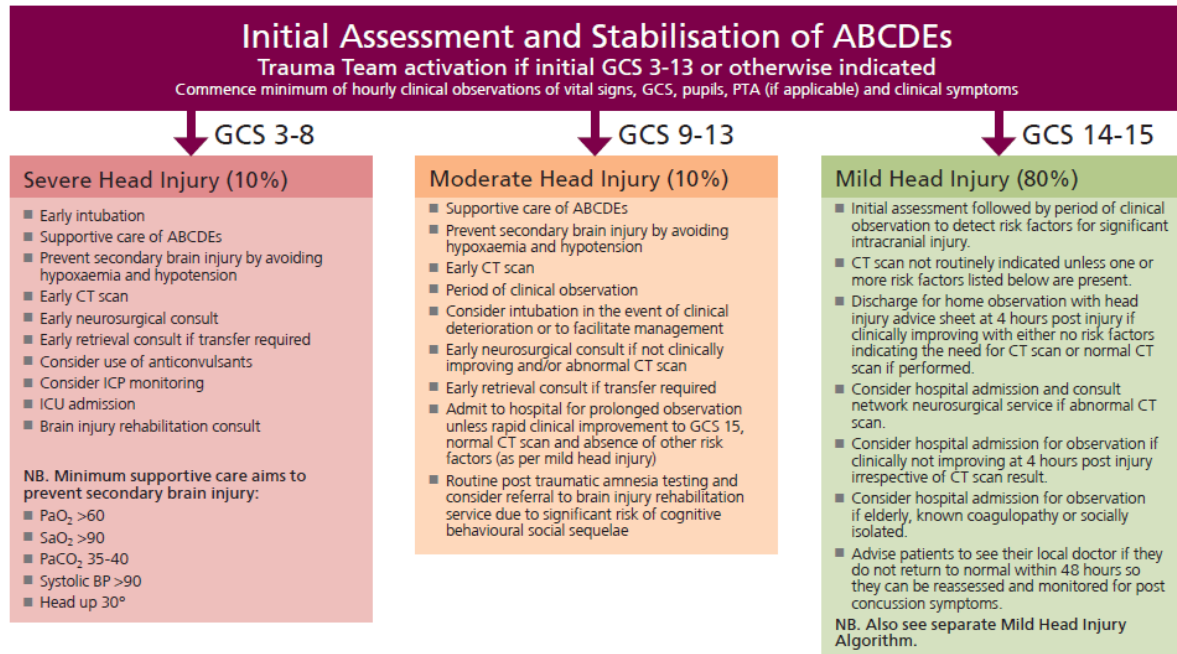 Initial Assessment and Stabilisation of ABCDEs
Trauma Team activation if initial GCS 3-13 or otherwise indicated
Commence minimum of hourly clinical observations of vital signs, GCS, pupils, PTA (if applicable) and clinical symptoms
GCS 3-8
Severe Head Injury (10%)
■ Early intubation
■ Supportive care of ABCDEs
■ Prevent secondary brain injury by avoiding
hypoxaemia and hypotension
■ Early CT scan
■ Early neurosurgical consult
■ Early retrieval consult if transfer required
■ Consider use of anticonvulsants
■ Consider ICP monitoring
■ ICU admission
■ Brain injury rehabilitation consult
NB. Minimum supportive care aims to
prevent secondary brain injury:
■ PaO₂ >60
■ SaO₂ >90
■ PaCO₂ 35-40
■ Systolic BP >90
■ Head up 30°
GCS 9-13
Moderate Head Injury (10%)
■ Supportive care of ABCDEs
■ Prevent secondary brain injury by avoiding
hypoxaemia and hypotension
■ Early CT scan
■ Period of clinical observation
■ Consider intubation in the event of clinical
deterioration or to facilitate management
■ Early neurosurgical consult if not clinically
improving and/or abnormal CT scan
■ Early retrieval consult if transfer required
■ Admit to hospital for prolonged observation
unless rapid clinical improvement to GCS 15,
normal CT scan and absence of other risk
factors (as per mild head injury)
■ Routine post traumatic amnesia testing and
consider referral to brain injury rehabilitation
service due to significant risk of cognitive
behavioural social sequelae
GCS 14-15
Mild Head Injury (80%)
■ Initial assessment followed by period of clinical
observation to detect risk factors for significant
intracranial injury.
■ CT scan not routinely indicated unless one or
more risk factors listed below are present.
■ Discharge for home observation with head
injury advice sheet at 4 hours post injury if
clinically improving with either no risk factors
indicating the need for CT scan or normal CT
scan if performed.
■ Consider hospital admission and consult
network neurosurgical service if abnormal CT
scan.
■ Consider hospital admission for observation if
clinically not improving at 4 hours post injury
irrespective of CT scan result.
■ Consider hospital admission for observation
if elderly, known coagulopathy or socially
isolated.
■ Advise patients to see their local doctor if they
do not return to normal within 48 hours so
they can be reassessed and monitored for post
concussion symptoms.
NB. Also see separate Mild Head Injury
Algorithm.